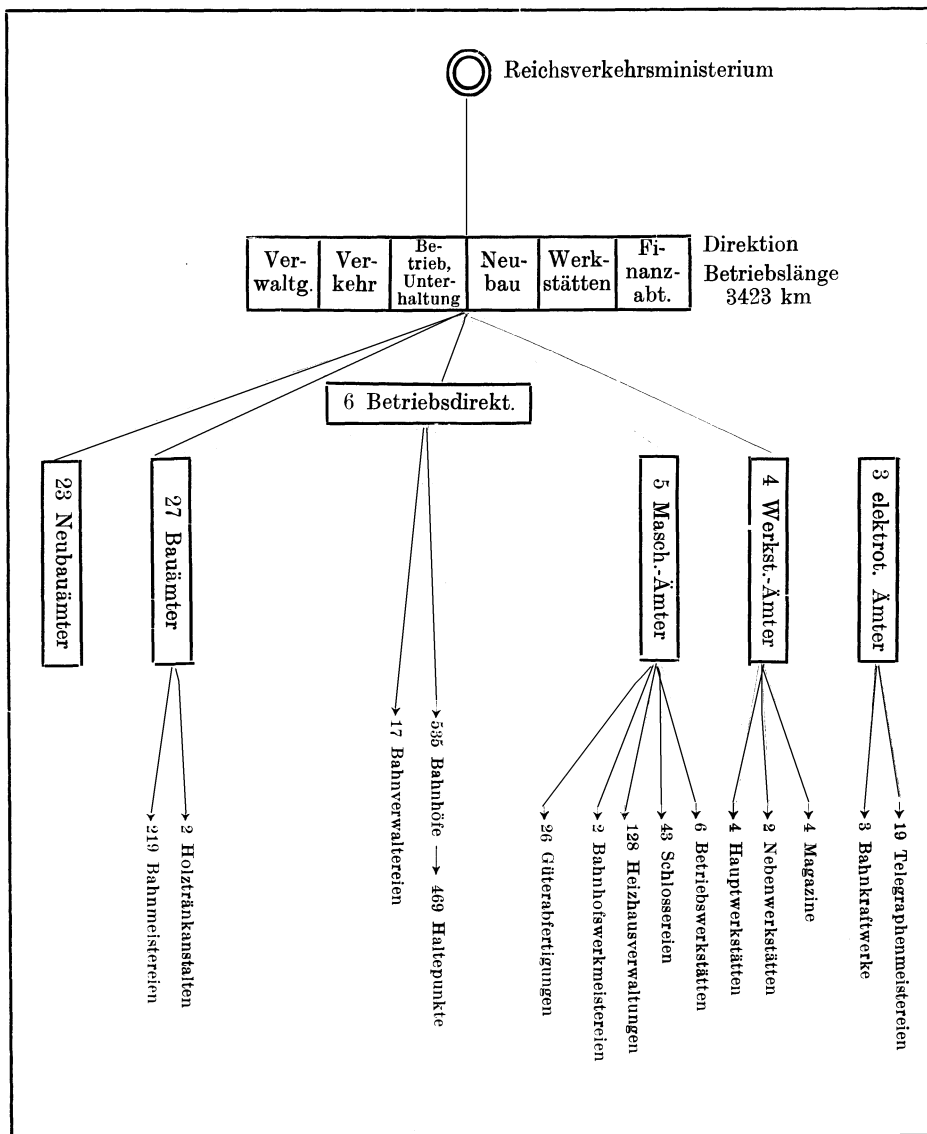 Reichsverkehrsministerium
Ver-
waltg.
Ver-
kehr
Be-
trieb,
Unter-
haltung
Neu-
bau
Werk-
stätten
Fi-
nanz-
abt.
Direktion
Betriebslänge
3423 km
6 Betriebsdirekt.
23 Neubauämter
27 Bauämter
5 Masch.-Ämter
4 Werkst.-Ämter
3 elektrot. Ämter
219 Bahnmeistereien
2 Holztränkanstalten
17 Bahnverwaltereien
535 Bahnhöfe → 469 Haltepunkte
26 Güterabfertigungen
2 Bahnhofswerkmeistereien
128 Heizhausverwaltungen
43 Schlossereien
6 Betriebswerkstätten
4 Hauptwerkstätten
2 Nebenwerkstätten
4 Magazine
3 Bahnkraftwerke
19 Telegraphenmeistereien